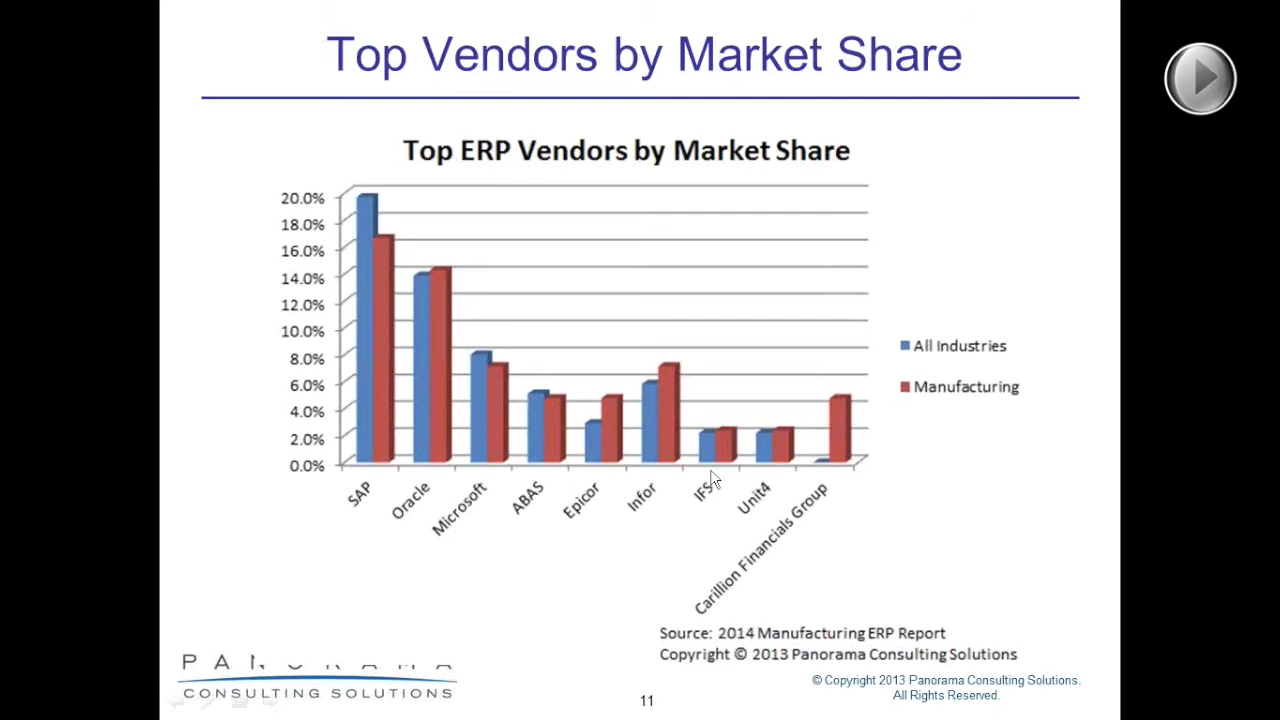 Top Vendors by Market Share
Top ERP Vendors by Market Share
20.0%
18.0%
16.0%
14.0%
12.0%
10.0%
8.0%
6.0%
4.0%
2.0%
0.0%
SAP
Oracle
Microsoft
ABAS
Epicor
Infor
IFS
Unit4
Carillion Financials Group
All Industries
Manufacturing
Source: 2014 Manufacturing ERP Report
Copyright © 2013 Panorama Consulting Solutions
PANORAMA
CONSULTING SOLUTIONS
© Copyright 2013 Panorama Consulting Solutions.
All Rights Reserved.
11